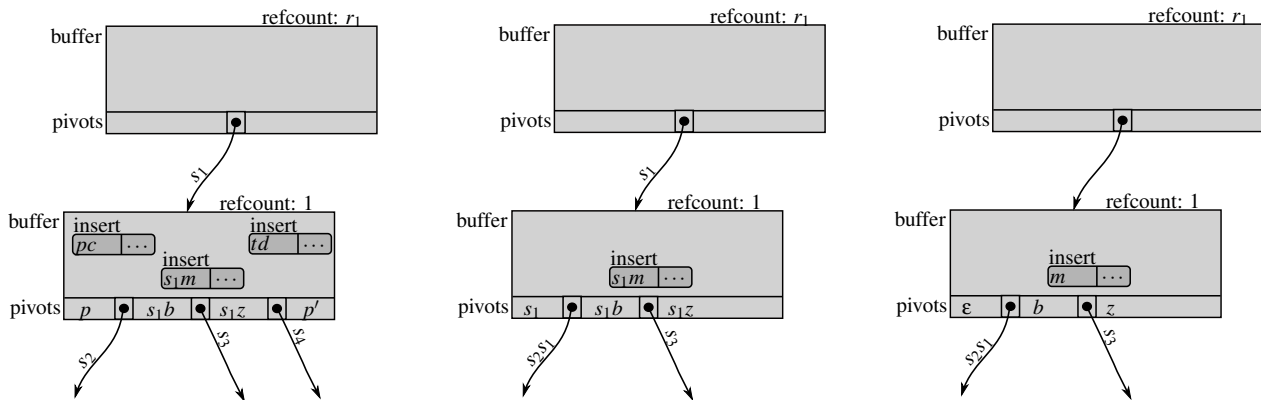 refcount: r₁
buffer
pivots
s₁
refcount: 1
buffer
insert
pc ...
insert
td ...
insert
s₁m ...
pivots p s₁b s₁z p′
s₂
s₃
s₄
refcount: r₁
buffer
pivots
s₁
refcount: 1
buffer
insert
s₁m ...
pivots s₁ s₁b s₁z
s₂s₁
s₃
refcount: r₁
buffer
pivots
refcount: 1
buffer
insert
m ...
pivots ε b z
s₂s₁
s₃